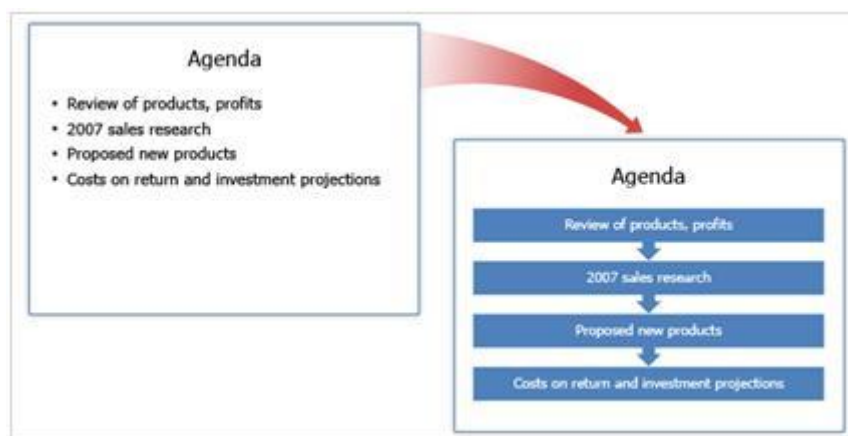 Agenda
• Review of products, profits
• 2007 sales research
• Proposed new products
• Costs on return and investment projections
Agenda
Review of products, profits
2007 sales research
Proposed new products
Costs on return and investment projections